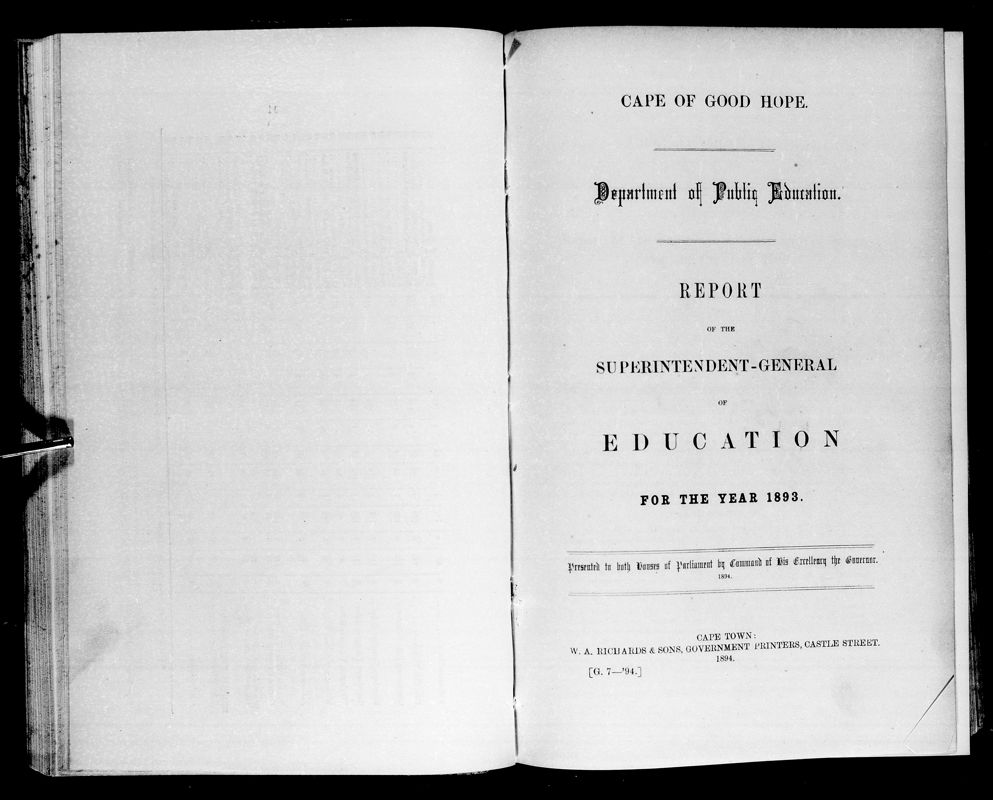 CAPE OF GOOD HOPE.
Department of Public Education.
REPORT
OF THE
SUPERINTENDENT-GENERAL
OF
EDUCATION
FOR THE YEAR 1893.
Presented to both Houses of Parliament by Command of His Excellency the Governor.
1894.
CAPE TOWN:
W. A. RICHARDS & SONS, GOVERNMENT PRINTERS, CASTLE STREET.
1894.
[G. 7—'94.]